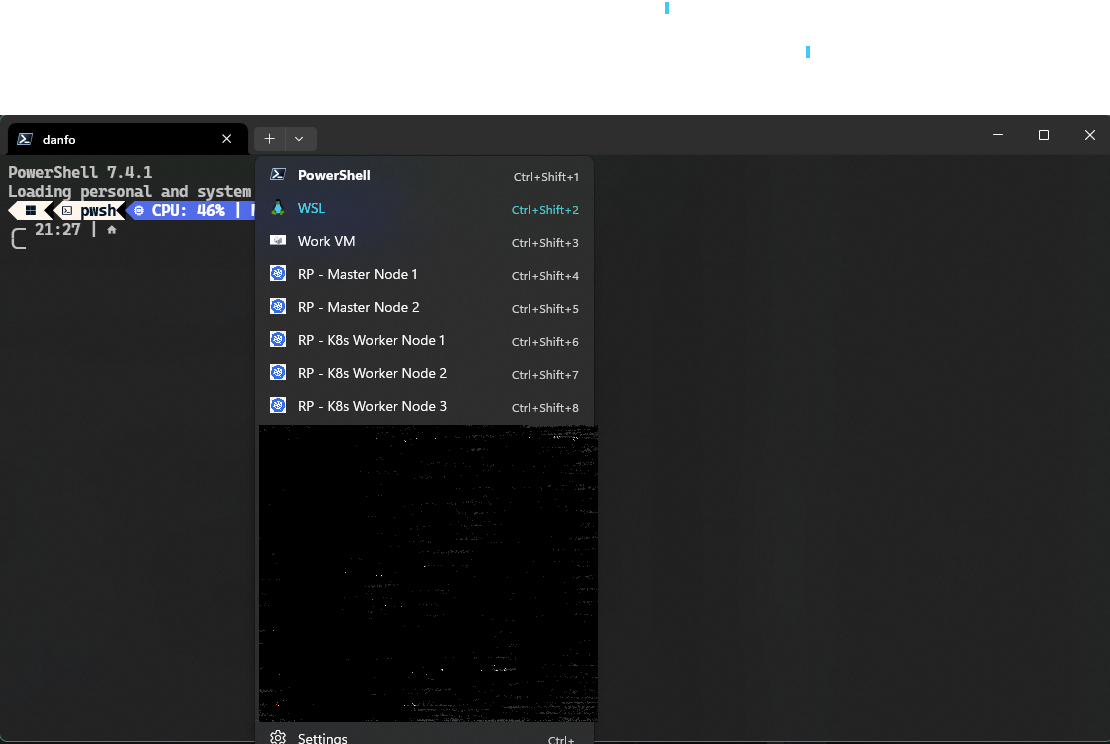 danfo
PowerShell 7.4.1
Loading personal and system
pwsh CPU: 46% |
21:27 |
PowerShell Ctrl+Shift+1
WSL Ctrl+Shift+2
Work VM Ctrl+Shift+3
RP - Master Node 1 Ctrl+Shift+4
RP - Master Node 2 Ctrl+Shift+5
RP - K8s Worker Node 1 Ctrl+Shift+6
RP - K8s Worker Node 2 Ctrl+Shift+7
RP - K8s Worker Node 3 Ctrl+Shift+8
Settings Ctrl+